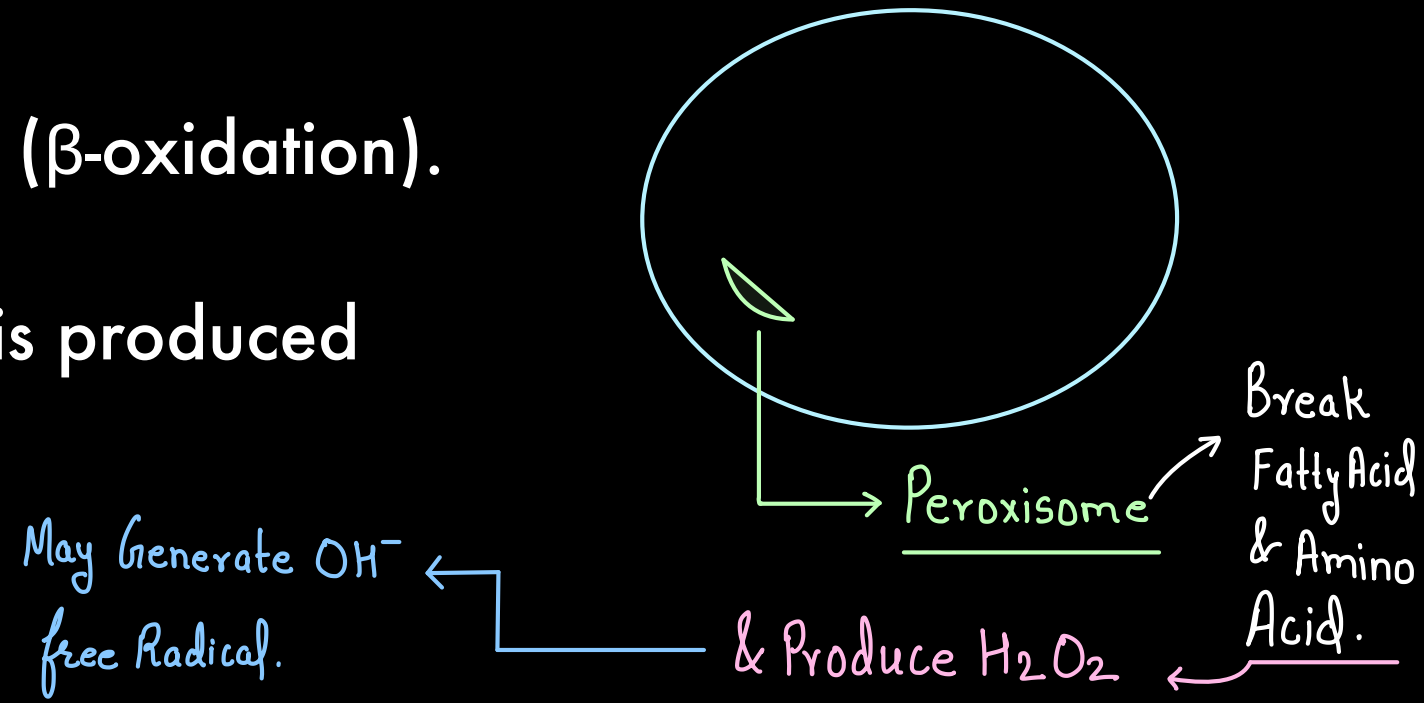 (β-oxidation).
is produced
Peroxisome
Break
Fatty Acid
& Amino
Acid.
& Produce H₂O₂
May Generate OH⁻
free Radical.